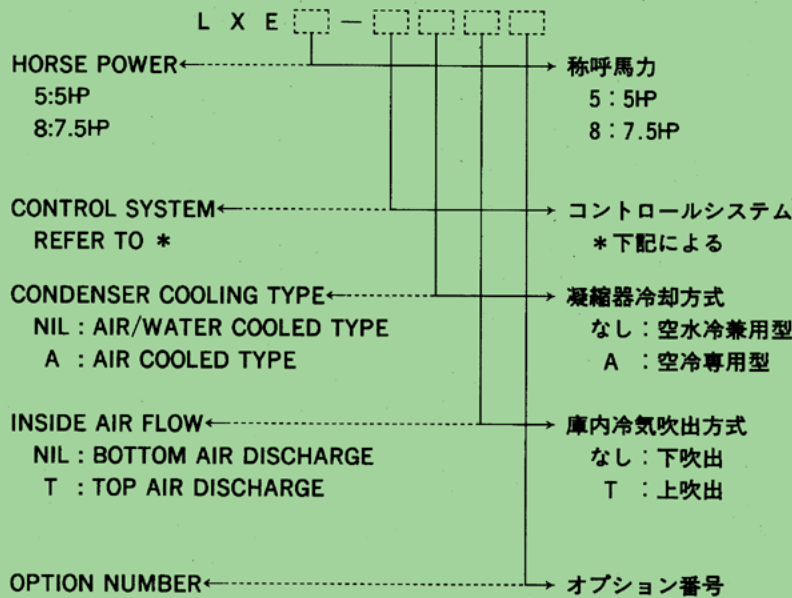 L X E □ － □ □ □ □
HORSE POWER 称呼馬力
5:5HP 5：5HP
8:7.5HP 8：7.5HP
CONTROL SYSTEM コントロールシステム
REFER TO * *下記による
CONDENSER COOLING TYPE 凝縮器冷却方式
NIL : AIR/WATER COOLED TYPE なし：空水冷兼用型
A : AIR COOLED TYPE A ：空冷専用型
INSIDE AIR FLOW 庫内冷気吹出方式
NIL : BOTTOM AIR DISCHARGE なし：下吹出
T : TOP AIR DISCHARGE T ：上吹出
OPTION NUMBER オプション番号